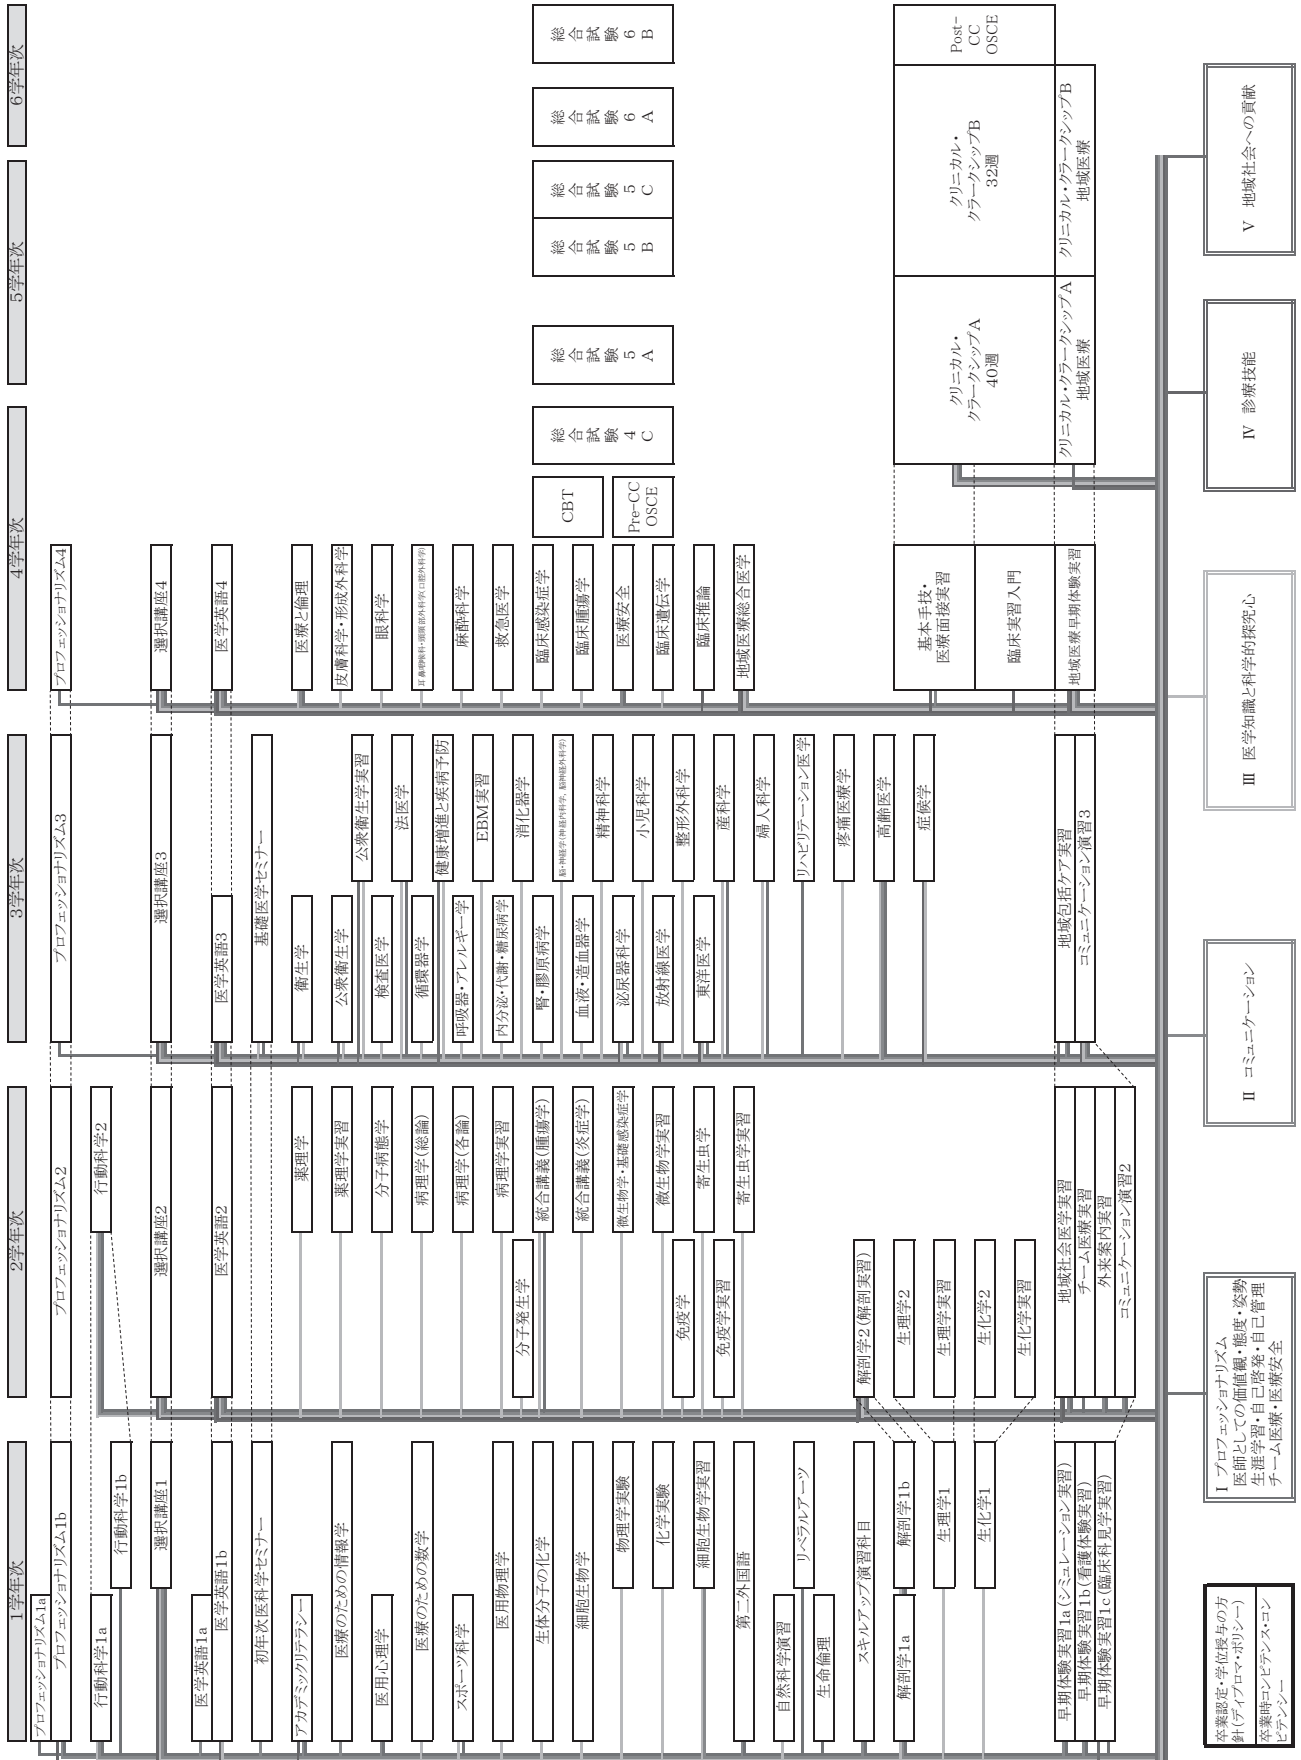 1学年次
2学年次
3学年次
4学年次
5学年次
6学年次
プロフェッショナリズム1a
プロフェッショナリズム1b
プロフェッショナリズム2
プロフェッショナリズム3
プロフェッショナリズム4
行動科学1a
行動科学1b
行動科学2
選択講座1
選択講座2
選択講座3
選択講座4
医学英語1a
医学英語1b
医学英語2
医学英語3
医学英語4
初年次医科学セミナー
基礎医学セミナー
アカデミックリテラシー
医療のための情報学
医用心理学
医療のための数学
スポーツ科学
医用物理学
生体分子の化学
細胞生物学
物理学実験
化学実験
細胞生物学実習
第二外国語
自然科学演習
リベラルアーツ
生命倫理
スキルアップ演習科目
解剖学1a
解剖学1b
生理学1
生化学1
早期体験実習1a(シミュレーション実習)
早期体験実習1b(看護体験実習)
早期体験実習1c(臨床科見学実習)
薬理学
薬理学実習
分子病態学
病理学(総論)
病理学(各論)
病理学実習
分子発生学
統合講義(腫瘍学)
統合講義(炎症学)
微生物学・基礎感染症学
微生物学実習
免疫学
寄生虫学
免疫学実習
寄生虫学実習
解剖学2(解剖実習)
生理学2
生理学実習
生化学2
生化学実習
地域社会医学実習
チーム医療実習
外来案内実習
コミュニケーション演習2
衛生学
公衆衛生学
公衆衛生学実習
検査医学
法医学
循環器学
健康増進と疾病予防
呼吸器・アレルギー学
EBM実習
内分泌・代謝・糖尿病学
消化器学
腎・膠原病学
脳・神経学(神経内科学、脳神経外科学)
血液・造血器学
精神科学
泌尿器科学
小児科学
放射線医学
整形外科学
東洋医学
産科学
婦人科学
リハビリテーション医学
疼痛医療学
高齢医学
症候学
地域包括ケア実習
コミュニケーション演習3
医療と倫理
皮膚科学・形成外科学
眼科学
耳鼻咽喉科・頭頸部外科学(口腔外科学)
麻酔科学
救急医学
臨床感染症学
臨床腫瘍学
医療安全
臨床遺伝学
臨床推論
地域医療総合医学
基本手技・
医療面接実習
臨床実習入門
地域医療早期体験実習
CBT
Pre-CC
OSCE
総合試験4C
総合試験5A
総合試験5B
総合試験5C
総合試験6A
総合試験6B
クリニカル・
クラークシップA
40週
クリニカル・クラークシップA
地域医療
クリニカル・
クラークシップB
32週
クリニカル・クラークシップB
地域医療
Post-
CC
OSCE
卒業認定・学位授与の方
針(ディプロマ・ポリシー)
卒業時コンピテンス・コン
ピテンシー
Ⅰ プロフェッショナリズム
医師としての価値観・態度・姿勢
生涯学習・自己啓発・自己管理
チーム医療・医療安全
Ⅱ コミュニケーション
Ⅲ 医学知識と科学的探究心
Ⅳ 診療技能
Ⅴ 地域社会への貢献